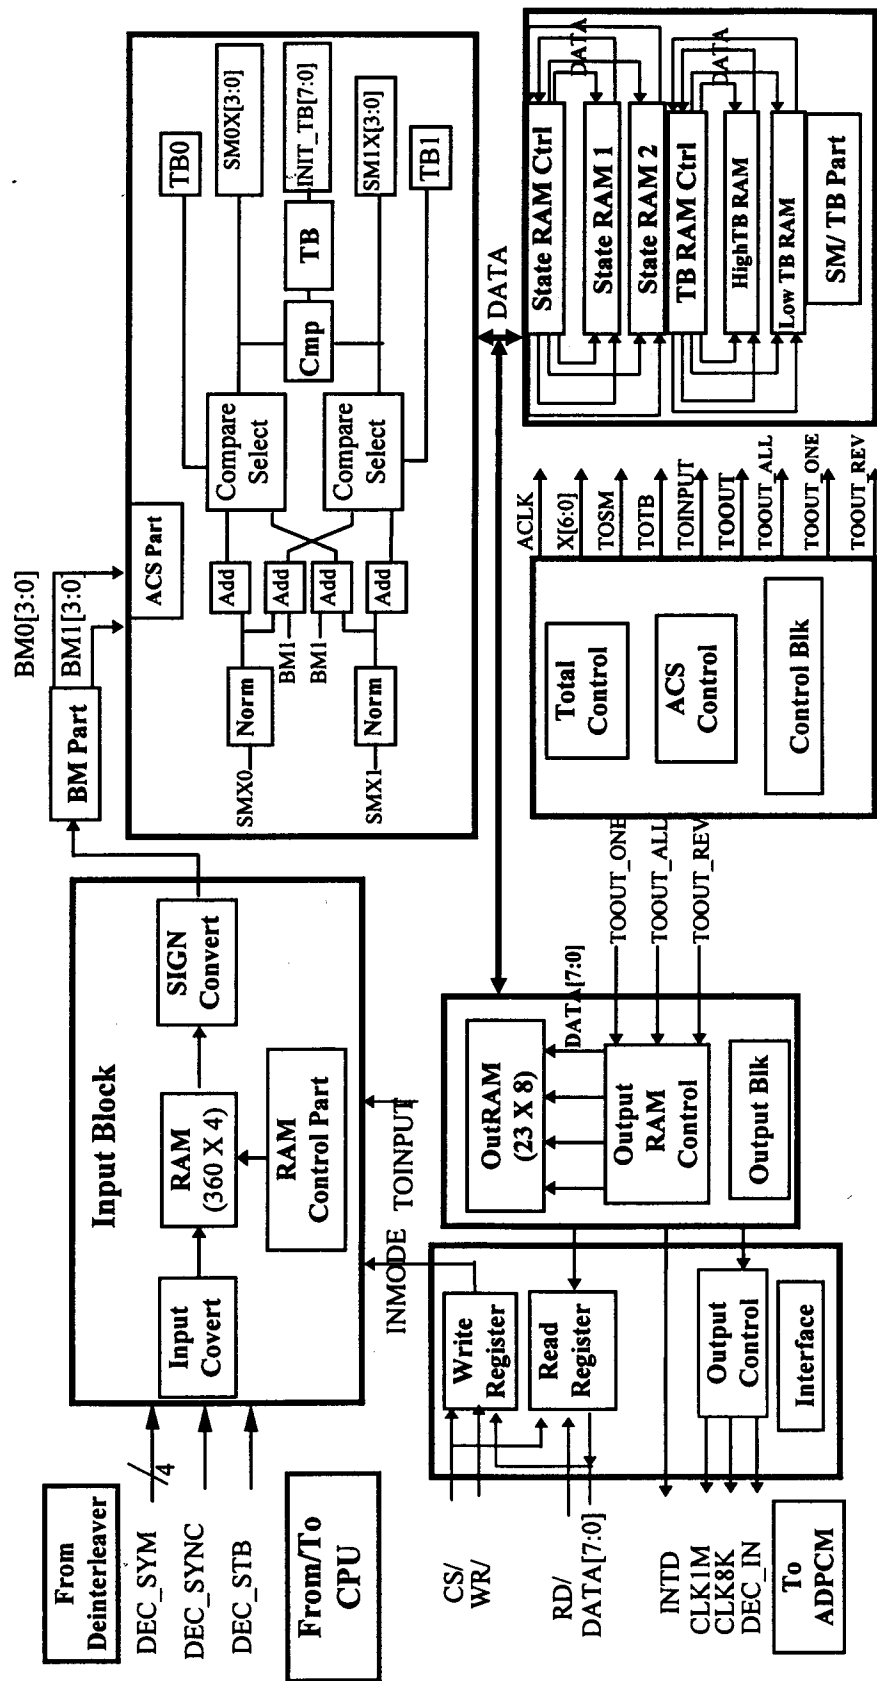 From
Deinterleaver
DEC_SYM
4
DEC_SYNC
DEC_STB
From/To
CPU
Input Block
Input
Covert
RAM
(360 X 4)
SIGN
Convert
RAM
Control Part
INMODE
TOINPUT
BM Part
BM0[3:0]
BM1[3:0]
ACS Part
SMX0
SMX1
Norm
Norm
BM1
BM1
Add
Add
Add
Add
Compare
Select
Compare
Select
Cmp
TB
TB0
SM0X[3:0]
INIT_TB[7:0]
SM1X[3:0]
TB1
DATA
CS/
WR/
RD/
DATA[7:0]
INTD
CLK1M
CLK8K
DEC_IN
To
ADPCM
Write
Register
Read
Register
Output
Control
Interface
OutRAM
(23 X 8)
DATA[7:0]
Output
RAM
Control
Output Blk
TOOUT_ONE
TOOUT_ALL
TOOUT_REV
Total
Control
ACS
Control
Control Blk
ACLK
X[6:0]
TOSM
TOTB
TOINPUT
TOOUT
TOOUT_ALL
TOOUT_ONE
TOOUT_REV
State RAM Ctrl
State RAM 1
State RAM 2
TB RAM Ctrl
HighTB RAM
Low TB RAM
SM/ TB Part
DATA
DATA